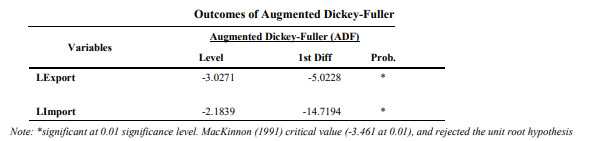 Outcomes of Augmented Dickey-Fuller
Variables
Augmented Dickey-Fuller (ADF)
Level 1st Diff Prob.
LExport -3.0271 -5.0228 *
LImport -2.1839 -14.7194 *
Note: *significant at 0.01 significance level. MacKinnon (1991) critical value (-3.461 at 0.01), and rejected the unit root hypothesis